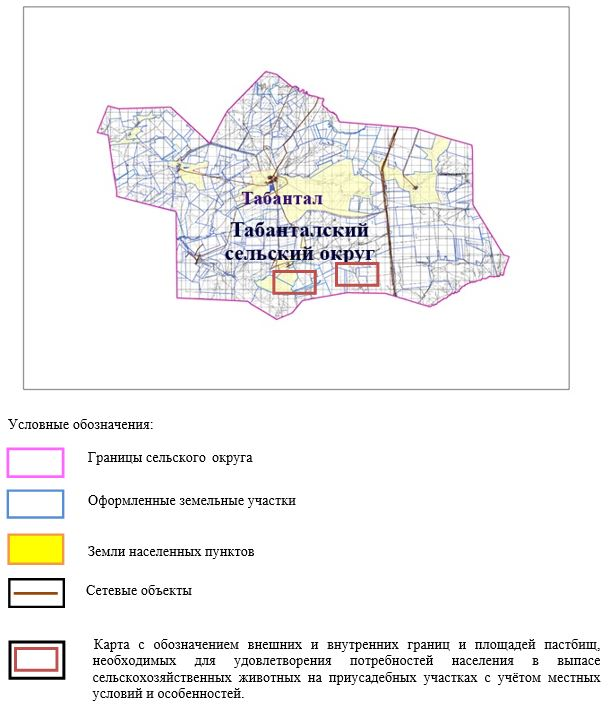 Табантал
Табанталский
сельский округ
Условные обозначения:
Границы сельского округа
Оформленные земельные участки
Земли населенных пунктов
Сетевые объекты
Карта с обозначением внешних и внутренних границ и площадей пастбищ,
необходимых для удовлетворения потребностей населения в выпасе
сельскохозяйственных животных на приусадебных участках с учётом местных
условий и особенностей.